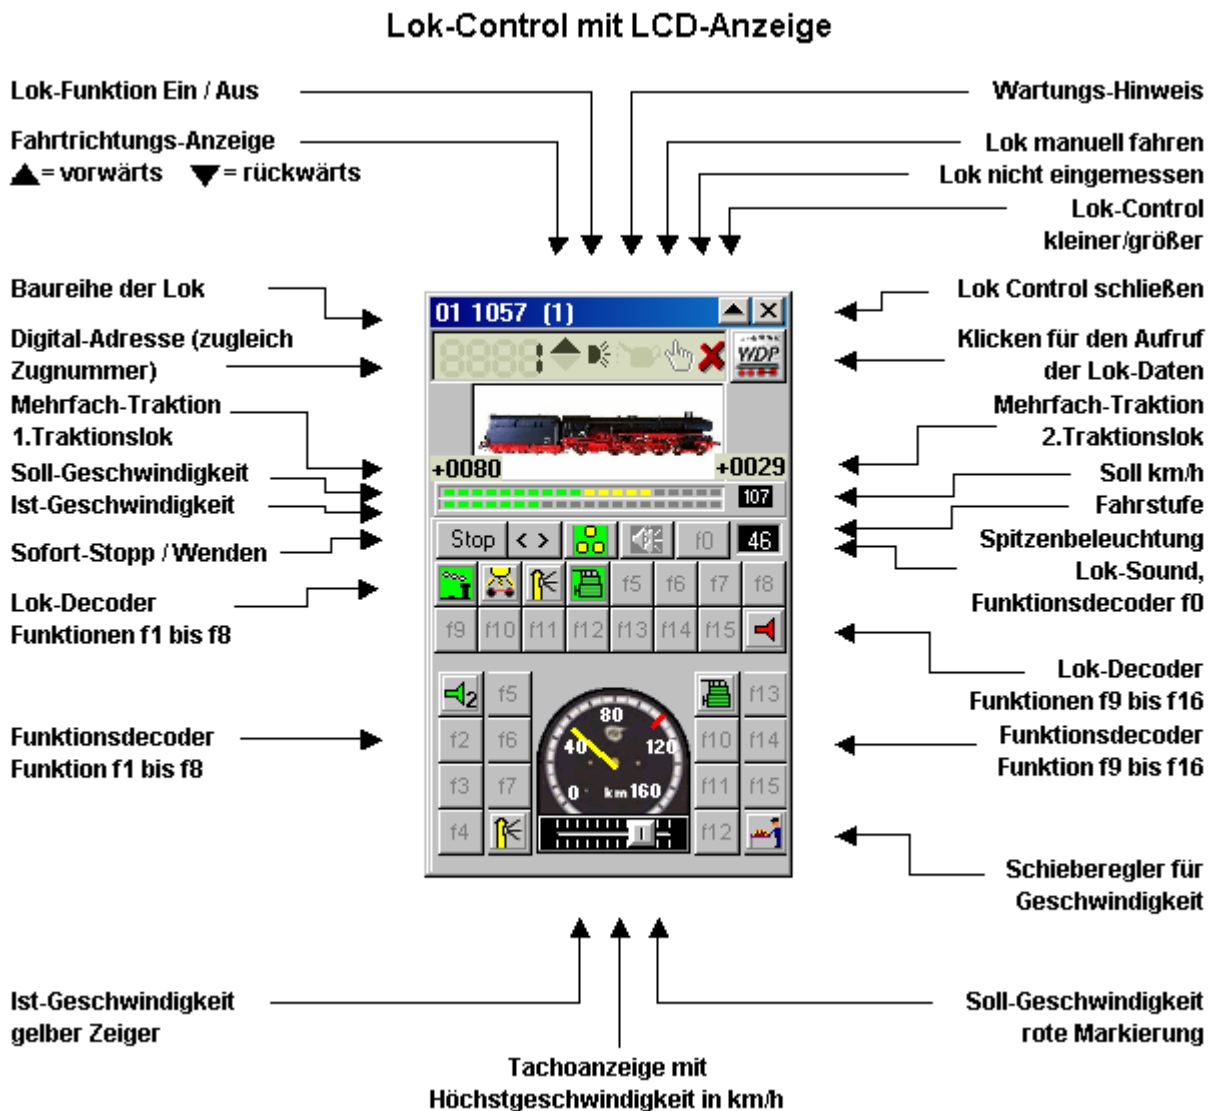 Lok-Control mit LCD-Anzeige
Lok-Funktion Ein / Aus
Fahrtrichtungs-Anzeige
▲= vorwärts ▼= rückwärts
Wartungs-Hinweis
Lok manuell fahren
Lok nicht eingemessen
Lok-Control
kleiner/größer
Baureihe der Lok
Digital-Adresse (zugleich
Zugnummer)
Mehrfach-Traktion
1.Traktionslok
Soll-Geschwindigkeit
Ist-Geschwindigkeit
Sofort-Stopp / Wenden
Lok-Decoder
Funktionen f1 bis f8
Funktionsdecoder
Funktion f1 bis f8
01 1057 (1)
1
WDP
+0080 +0029
107
Stop < > f0 46
f5 f6 f7 f8
f9 f10 f11 f12 f13 f14 f15
2 f5 f13
f2 f6 f10 f14
f3 f7 f11 f15
f4 f12
0 40 80 120 160
km
Lok Control schließen
Klicken für den Aufruf
der Lok-Daten
Mehrfach-Traktion
2.Traktionslok
Soll km/h
Fahrstufe
Spitzenbeleuchtung
Lok-Sound,
Funktionsdecoder f0
Lok-Decoder
Funktionen f9 bis f16
Funktionsdecoder
Funktion f9 bis f16
Schieberegler für
Geschwindigkeit
Ist-Geschwindigkeit
gelber Zeiger
Tachoanzeige mit
Höchstgeschwindigkeit in km/h
Soll-Geschwindigkeit
rote Markierung